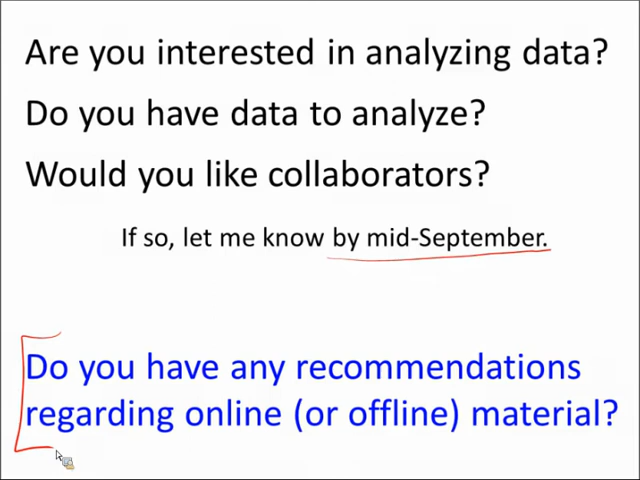 Are you interested in analyzing data?
Do you have data to analyze?
Would you like collaborators?
If so, let me know by mid-September.
Do you have any recommendations
regarding online (or offline) material?